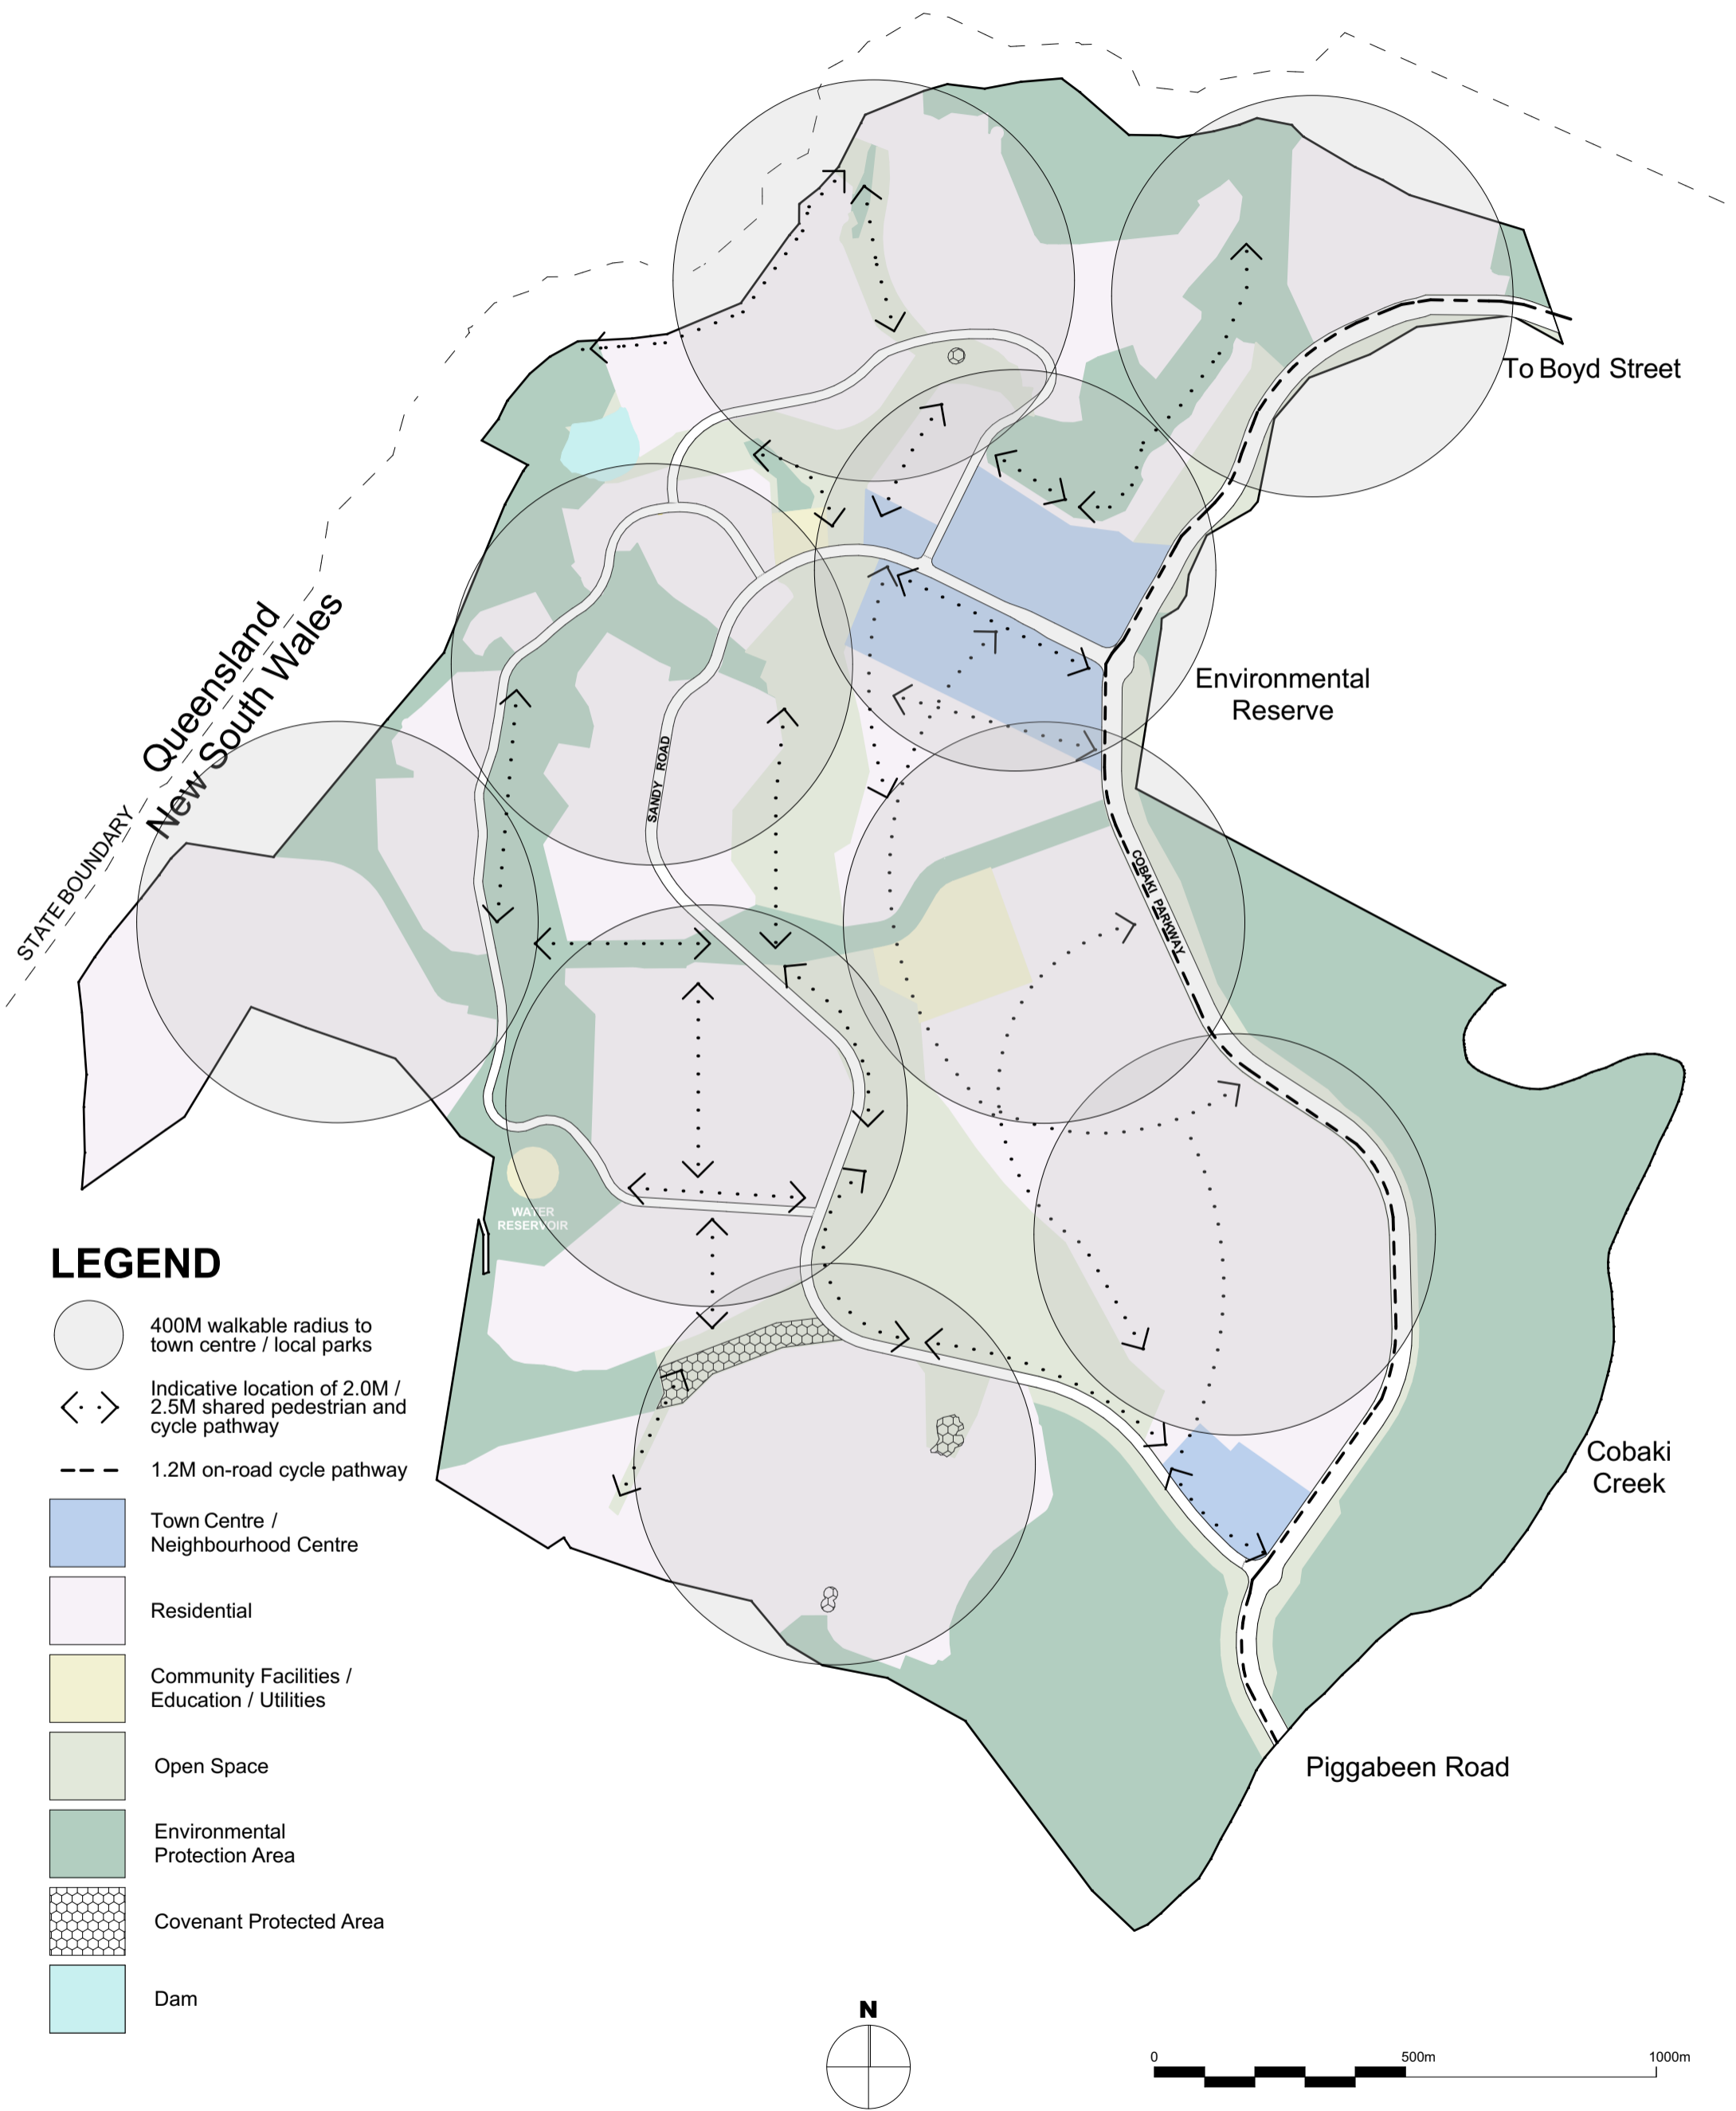 To Boyd Street
Queensland
New South Wales
STATE BOUNDARY
Environmental
Reserve
SANDY ROAD
COBAKI PARKWAY
WATER
RESERVOIR
Cobaki
Creek
Piggabeen Road
LEGEND
400M walkable radius to
town centre / local parks
Indicative location of 2.0M /
2.5M shared pedestrian and
cycle pathway
1.2M on-road cycle pathway
Town Centre /
Neighbourhood Centre
Residential
Community Facilities /
Education / Utilities
Open Space
Environmental
Protection Area
Covenant Protected Area
Dam
N
0 500m 1000m